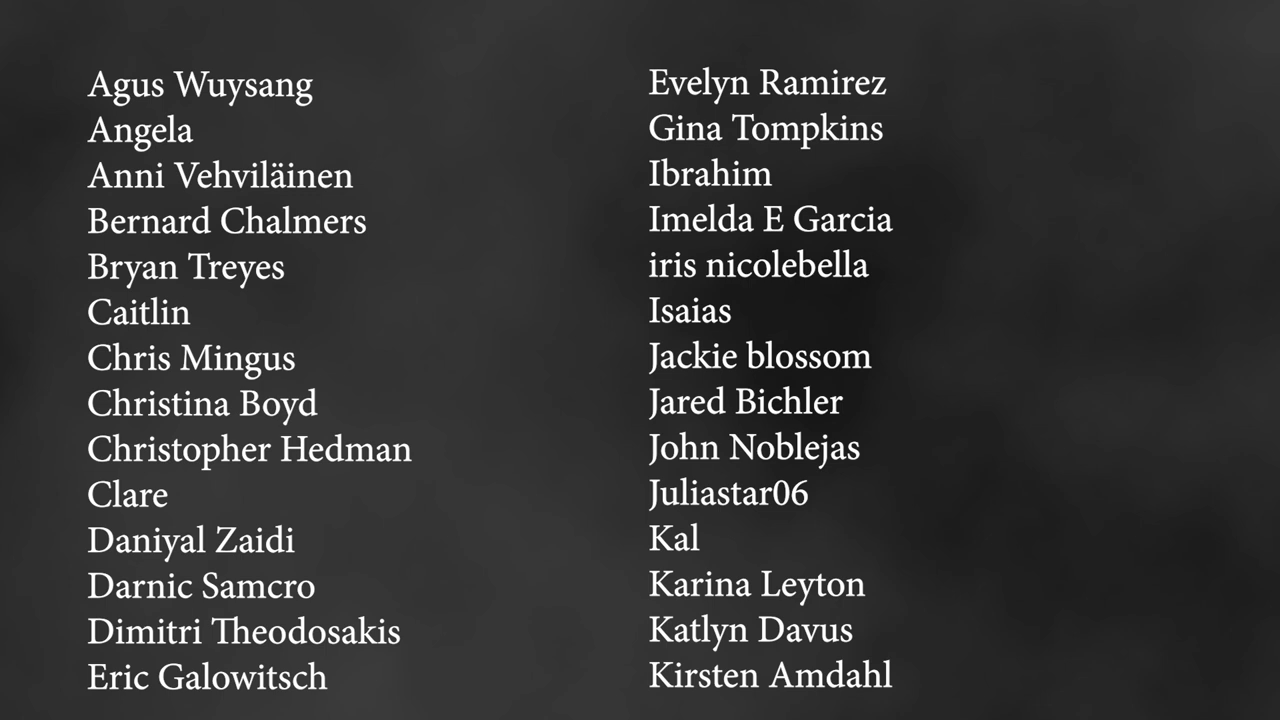 Agus Wuysang
Angela
Anni Vehviläinen
Bernard Chalmers
Bryan Treyes
Caitlin
Chris Mingus
Christina Boyd
Christopher Hedman
Clare
Daniyal Zaidi
Darnic Samcro
Dimitri Theodosakis
Eric Galowitsch
Evelyn Ramirez
Gina Tompkins
Ibrahim
Imelda E Garcia
iris nicolebella
Isaias
Jackie blossom
Jared Bichler
John Noblejas
Juliastar06
Kal
Karina Leyton
Katlyn Davus
Kirsten Amdahl